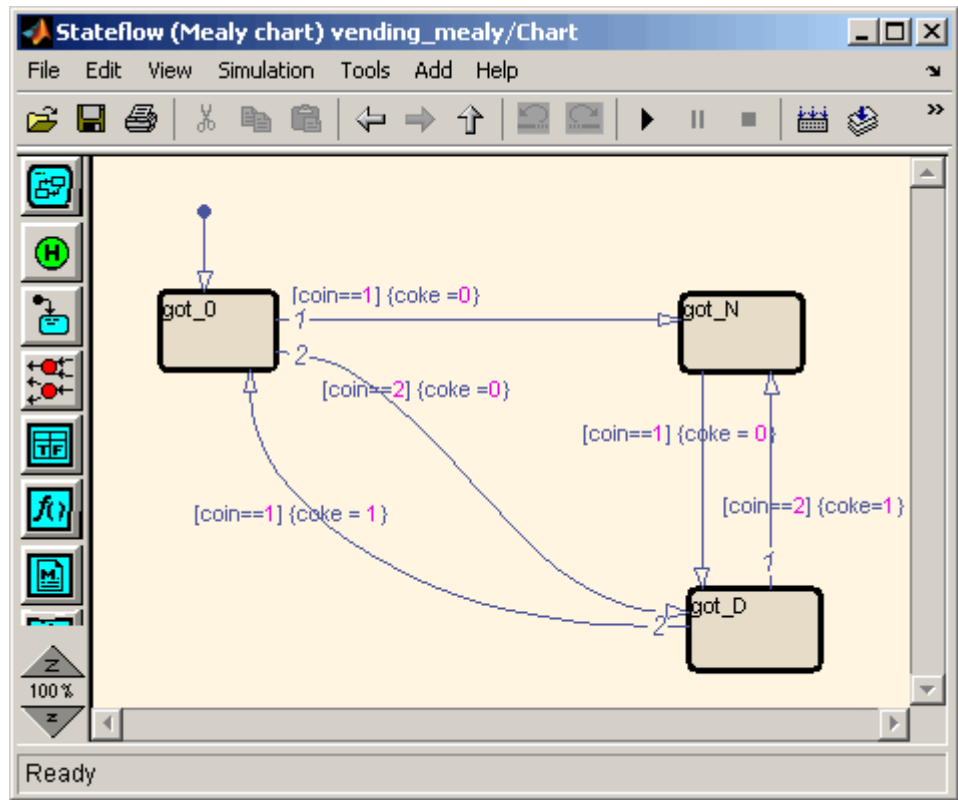 Stateflow (Mealy chart) vending_mealy/Chart
File Edit View Simulation Tools Add Help
»
H
TF
f()
M
Z
100%
z
got_0
[coin==1] {coke =0}
1
got_N
2
[coin==2] {coke =0}
[coin==1] {coke = 0}
[coin==1] {coke = 1}
[coin==2] {coke=1}
1
got_D
2
Ready